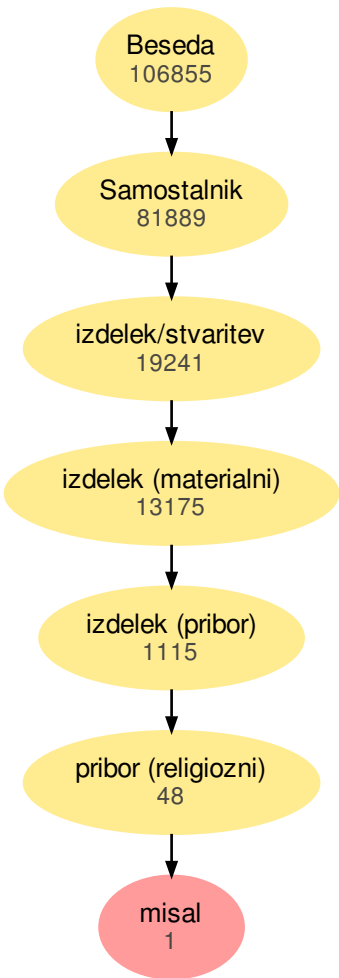 Beseda
106855
Samostalnik
81889
izdelek/stvaritev
19241
izdelek (materialni)
13175
izdelek (pribor)
1115
pribor (religiozni)
48
misal
1